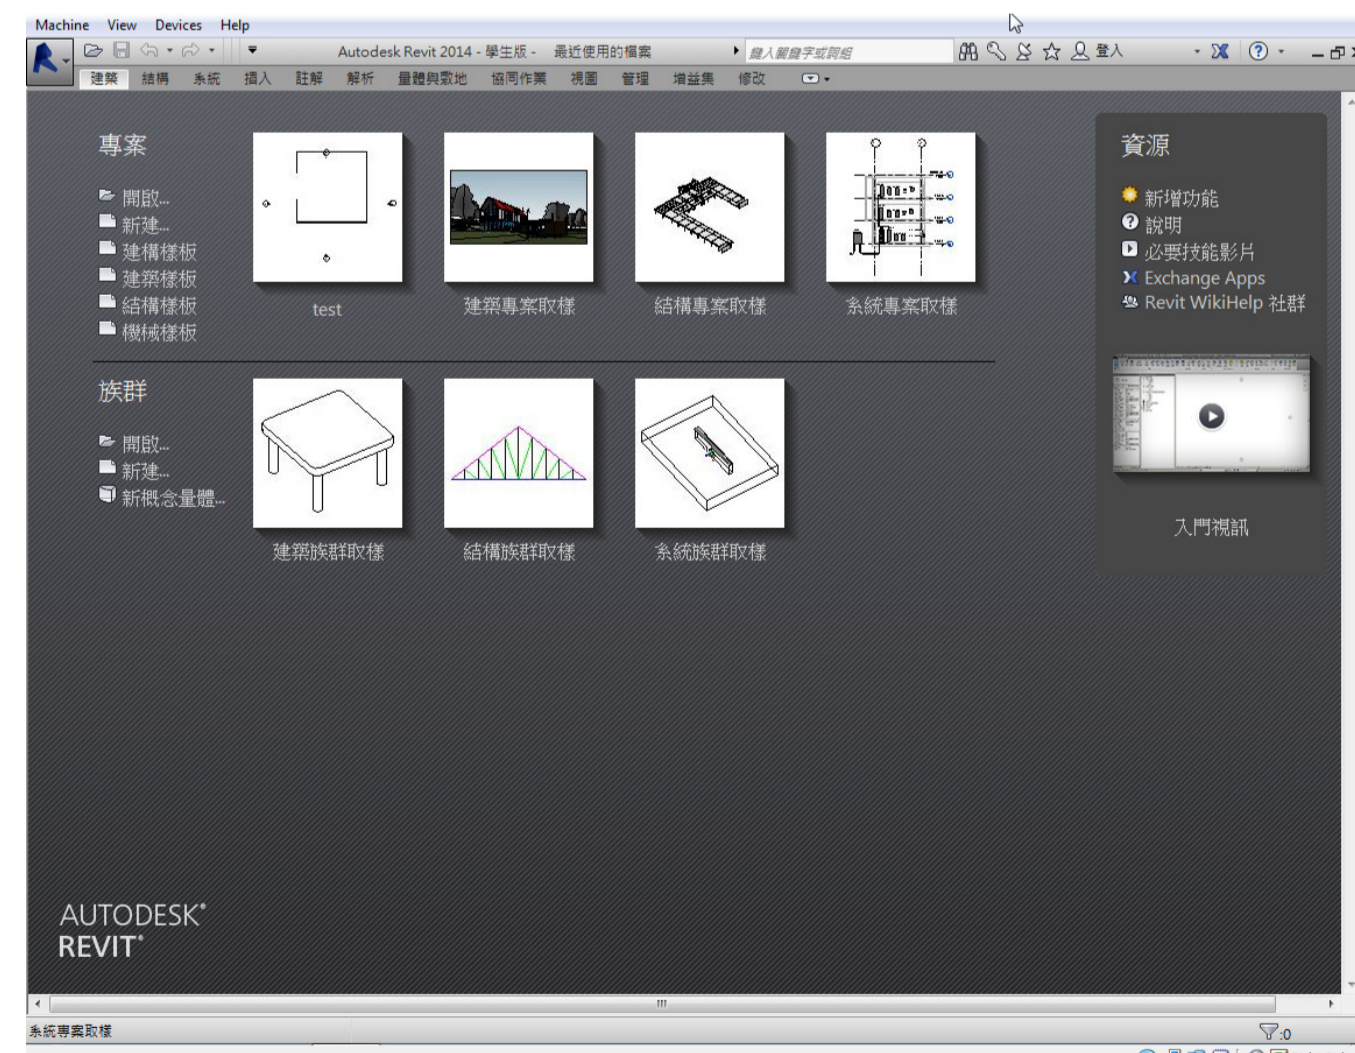 Machine View Devices Help
Autodesk Revit 2014 - 學生版 - 最近使用的檔案 鍵入關鍵字或詞組 登入
建築 結構 系統 插入 註解 解析 量體與敷地 協同作業 視圖 管理 增益集 修改
專案
開啟...
新建...
建構樣板
建築樣板
結構樣板
機械樣板
test
建築專案取樣
結構專案取樣
系統專案取樣
族群
開啟...
新建...
新概念量體...
建築族群取樣
結構族群取樣
系統族群取樣
資源
新增功能
說明
必要技能影片
Exchange Apps
Revit WikiHelp 社群
入門視訊
AUTODESK®
REVIT®
系統專案取樣
:0